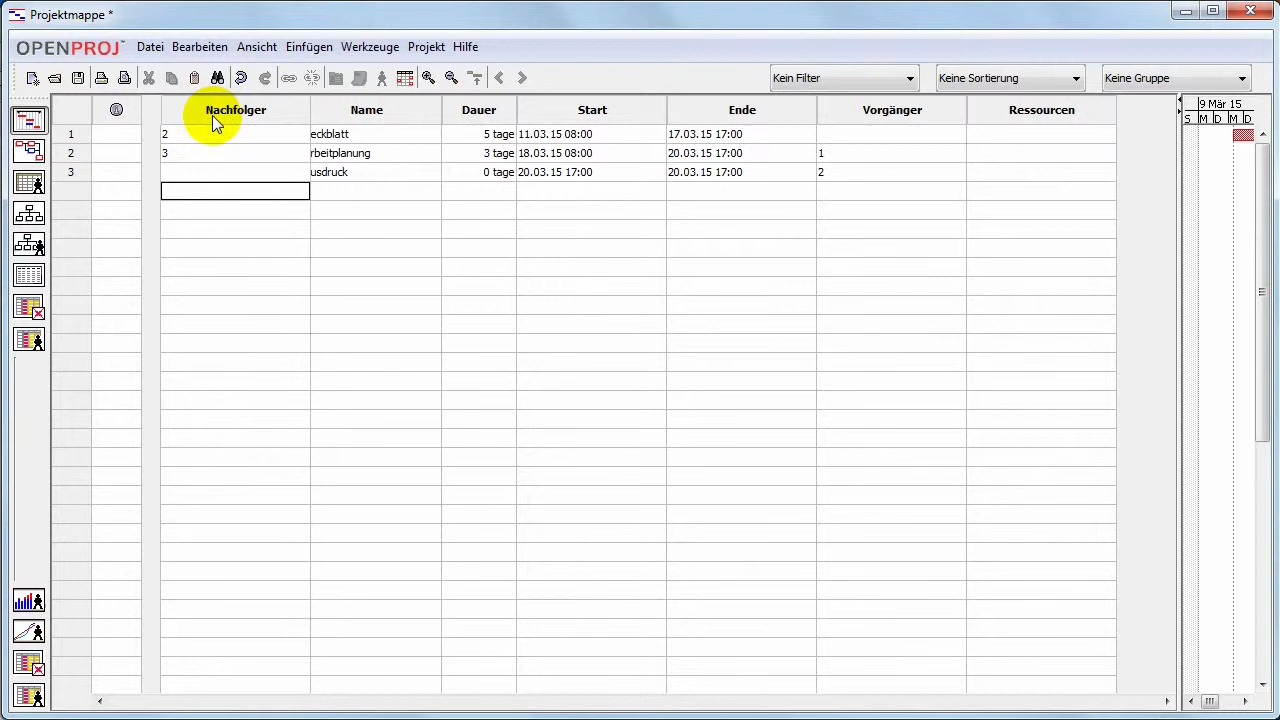 Projektmappe *
OPENPROJ™ Datei Bearbeiten Ansicht Einfügen Werkzeuge Projekt Hilfe
Kein Filter Keine Sortierung Keine Gruppe
Nachfolger Name Dauer Start Ende Vorgänger Ressourcen
9 Mär 15
S M D M D
1 2 eckblatt 5 tage 11.03.15 08:00 17.03.15 17:00
2 3 rbeitplanung 3 tage 18.03.15 08:00 20.03.15 17:00 1
3 usdruck 0 tage 20.03.15 17:00 20.03.15 17:00 2